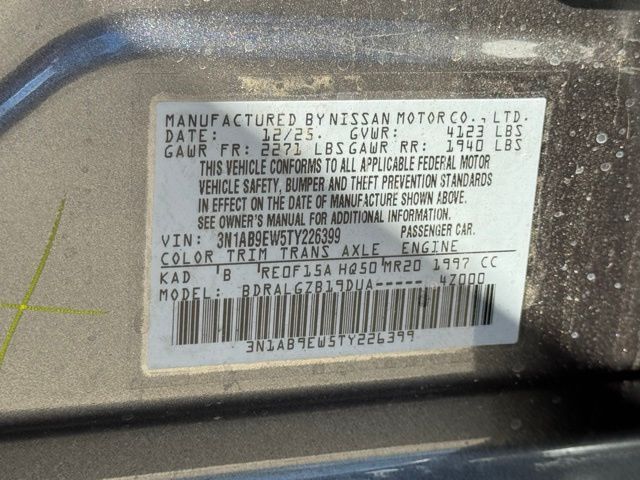 MANUFACTURED BY NISSAN MOTOR CO., LTD.
DATE: 12/25. GVWR: 4123 LBS
GAWR FR: 2271 LBS GAWR RR: 1940 LBS
THIS VEHICLE CONFORMS TO ALL APPLICABLE FEDERAL MOTOR
VEHICLE SAFETY, BUMPER AND THEFT PREVENTION STANDARDS
IN EFFECT ON THE DATE OF MANUFACTURE SHOWN ABOVE.
SEE OWNER'S MANUAL FOR ADDITIONAL INFORMATION.
VIN: 3N1AB9EW5TY226399 PASSENGER CAR.
COLOR TRIM TRANS AXLE ENGINE
KAD B RE0F15A HQ50 MR20 1997 CC
MODEL: BDRALGZB19DUA----- 4Z000
3N1AB9EW5TY226399